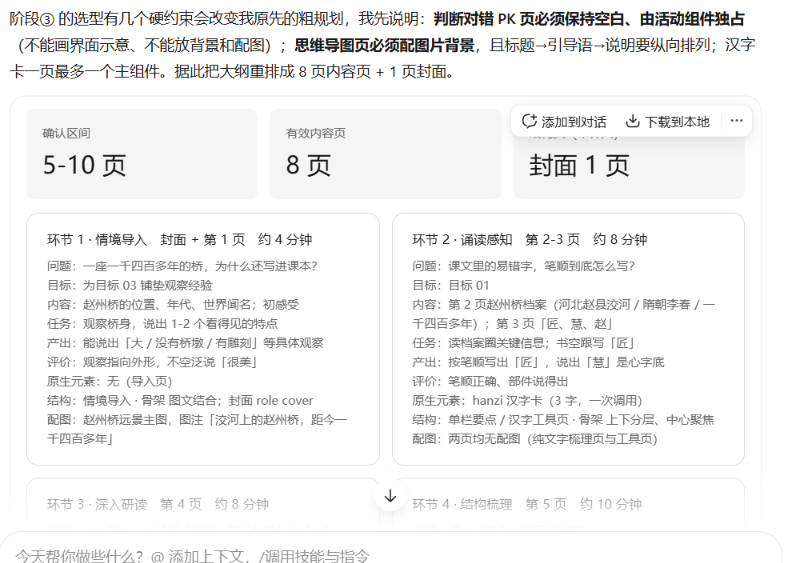 阶段③ 的选型有几个硬约束会改变我原先的粗规划，我先说明：判断对错 PK 页必须保持空白、由活动组件独占
（不能画界面示意、不能放背景和配图）；思维导图页必须配图片背景，且标题→引导语→说明要纵向排列；汉字
卡一页最多一个主组件。据此把大纲重排成 8 页内容页 + 1 页封面。
添加到对话 下载到本地 ···
确认区间
5-10 页
有效内容页
8 页
封面 1 页
环节 1 · 情境导入 封面 + 第 1 页 约 4 分钟
问题：一座一千四百多年的桥，为什么还写进课本？
目标：为目标 03 铺垫观察经验
内容：赵州桥的位置、年代、世界闻名；初感受
任务：观察桥身，说出 1-2 个看得见的特点
产出：能说出「大 / 没有桥墩 / 有雕刻」等具体观察
评价：观察指向外形，不空泛说「很美」
原生元素：无（导入页）
结构：情境导入 · 骨架 图文结合；封面 role cover
配图：赵州桥远景主图，图注「洨河上的赵州桥，距今一
千四百多年」
环节 2 · 诵读感知 第 2-3 页 约 8 分钟
问题：课文里的易错字，笔顺到底怎么写？
目标：目标 01
内容：第 2 页赵州桥档案（河北赵县洨河 / 隋朝李春 / 一
千四百多年）；第 3 页「匠、慧、赵」
任务：读档案圈关键信息；书空跟写「匠」
产出：按笔顺写出「匠」，说出「慧」是心字底
评价：笔顺正确、部件说得出
原生元素：hanzi 汉字卡（3 字，一次调用）
结构：单栏要点 / 汉字工具页 · 骨架 上下分层、中心聚焦
配图：两页均无配图（纯文字梳理页与工具页）
环节 3 · 深入研读 第 4 页 约 8 分钟
环节 4 · 结构梳理 第 5 页 约 10 分钟
今天帮你做些什么？@ 添加上下文，/调用技能与指令